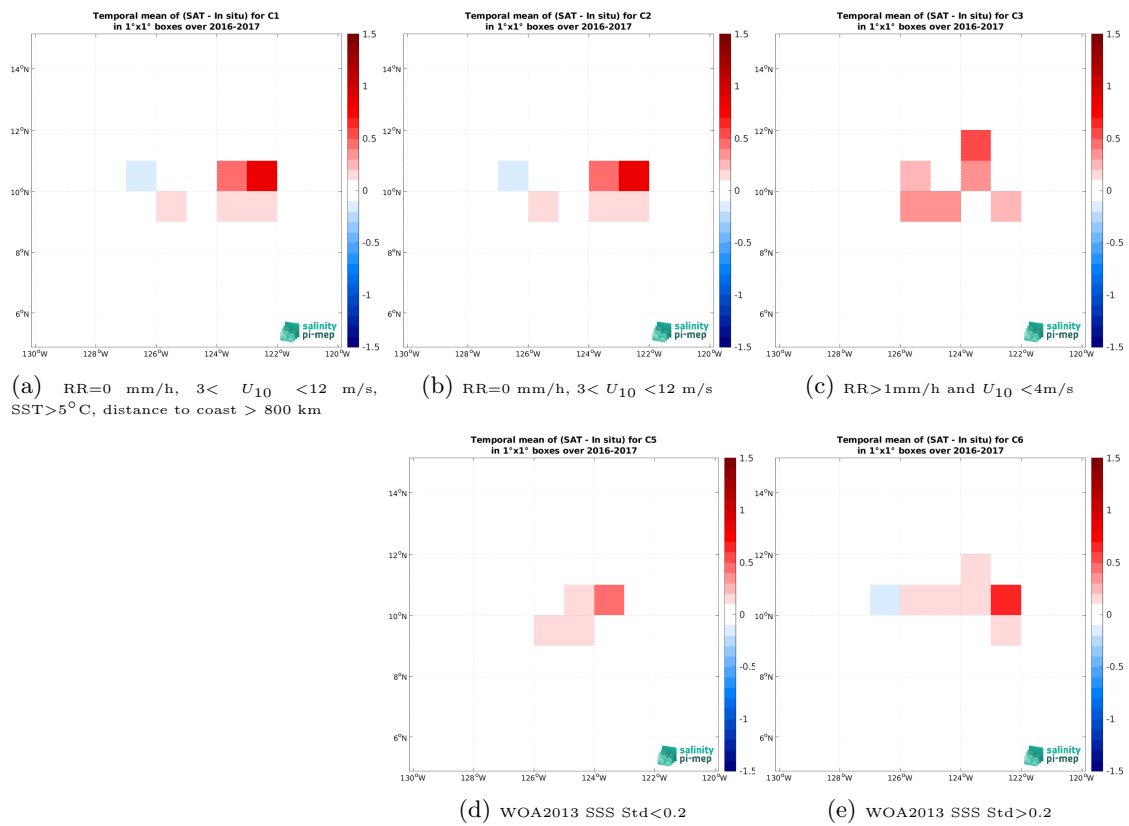 Temporal mean of (SAT - In situ) for C1
in 1°x1° boxes over 2016-2017
1.5
1
0.5
0
-0.5
-1
-1.5
14°N
12°N
10°N
8°N
6°N
130°W
128°W
126°W
124°W
122°W
120°W
salinity
pi-mep
(a) RR=0 mm/h, 3< U10 <12 m/s,
SST>5°C, distance to coast > 800 km
Temporal mean of (SAT - In situ) for C2
in 1°x1° boxes over 2016-2017
1.5
1
0.5
0
-0.5
-1
-1.5
14°N
12°N
10°N
8°N
6°N
130°W
128°W
126°W
124°W
122°W
120°W
salinity
pi-mep
(b) RR=0 mm/h, 3< U10 <12 m/s
Temporal mean of (SAT - In situ) for C3
in 1°x1° boxes over 2016-2017
1.5
1
0.5
0
-0.5
-1
-1.5
14°N
12°N
10°N
8°N
6°N
130°W
128°W
126°W
124°W
122°W
120°W
salinity
pi-mep
(c) RR>1mm/h and U10 <4m/s
Temporal mean of (SAT - In situ) for C5
in 1°x1° boxes over 2016-2017
1.5
1
0.5
0
-0.5
-1
-1.5
14°N
12°N
10°N
8°N
6°N
130°W
128°W
126°W
124°W
122°W
120°W
salinity
pi-mep
(d) WOA2013 SSS Std<0.2
Temporal mean of (SAT - In situ) for C6
in 1°x1° boxes over 2016-2017
1.5
1
0.5
0
-0.5
-1
-1.5
14°N
12°N
10°N
8°N
6°N
130°W
128°W
126°W
124°W
122°W
120°W
salinity
pi-mep
(e) WOA2013 SSS Std>0.2